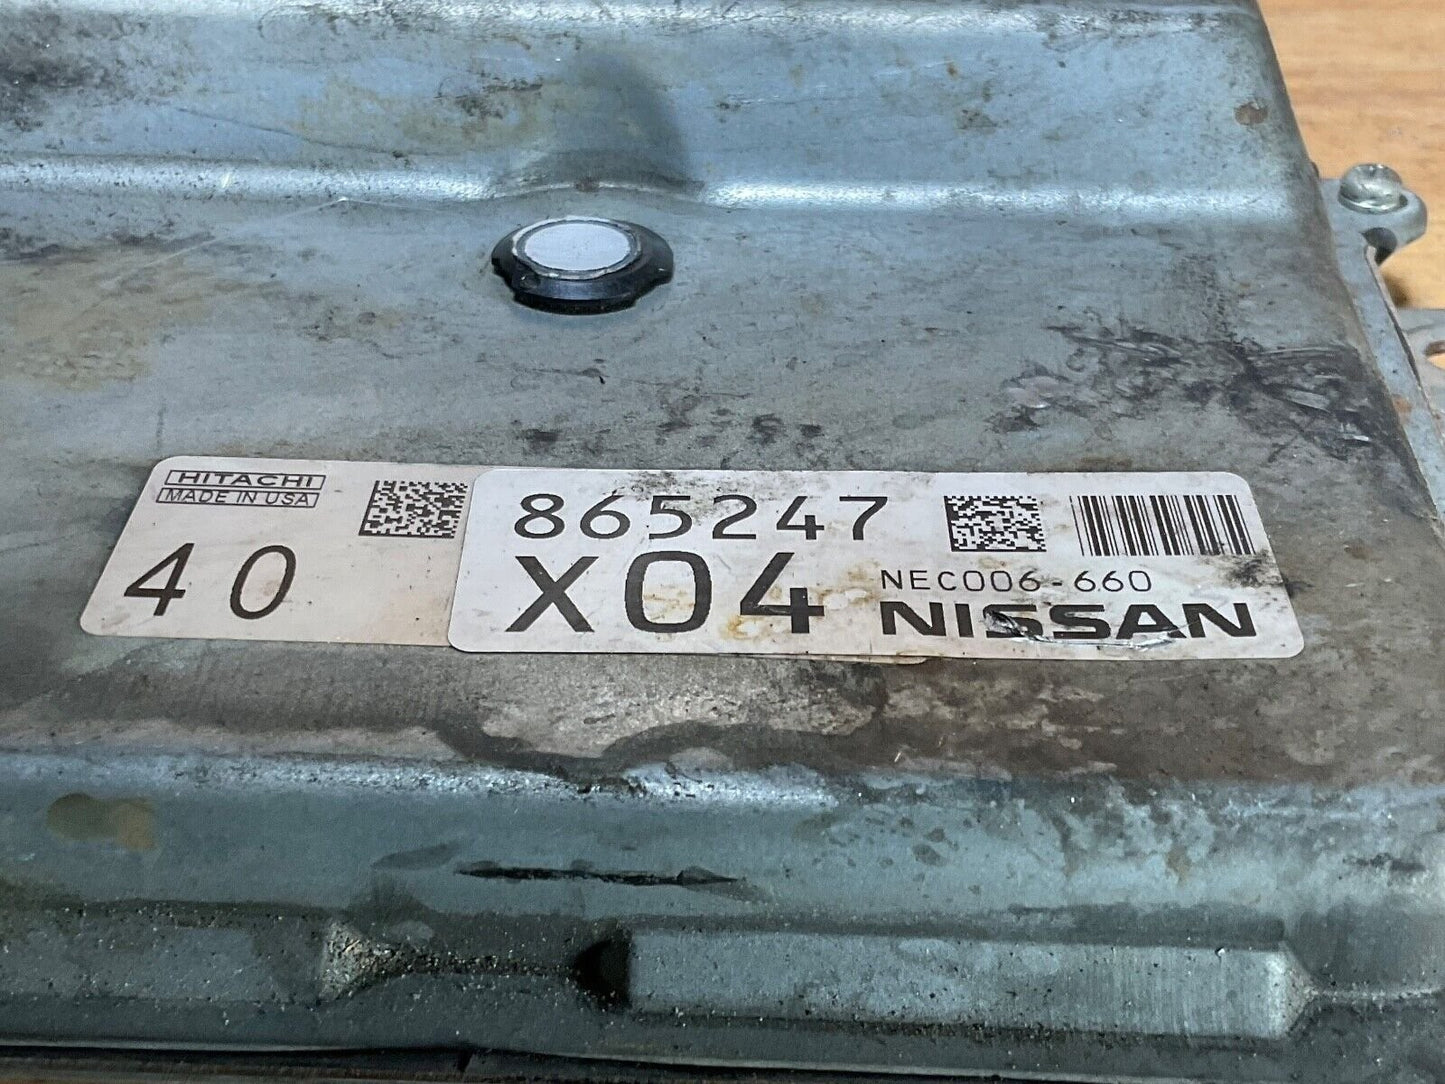 HITACHI
MADE IN USA
40
865247
X04
NEC006-660
NISSAN